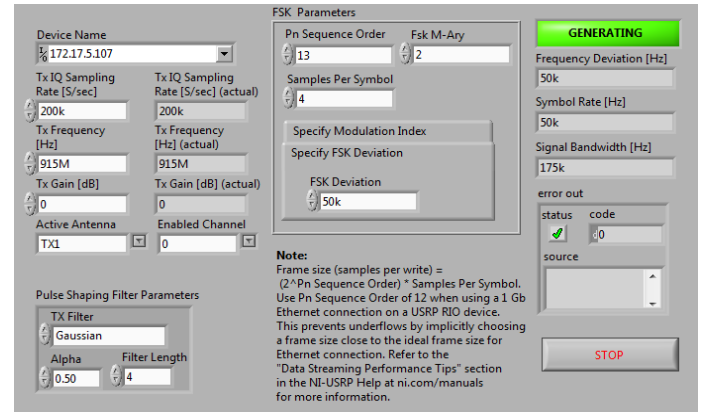 Device Name
172.17.5.107
Tx IQ Sampling
Rate [S/sec]
200k
Tx IQ Sampling
Rate [S/sec] (actual)
200k
Tx Frequency
[Hz]
915M
Tx Frequency
[Hz] (actual)
915M
Tx Gain [dB]
0
Tx Gain [dB] (actual)
0
Active Antenna
TX1
Enabled Channel
0
Pulse Shaping Filter Parameters
TX Filter
Gaussian
Alpha
0.50
Filter Length
4
FSK Parameters
Pn Sequence Order
13
Fsk M-Ary
2
Samples Per Symbol
4
Specify Modulation Index
Specify FSK Deviation
FSK Deviation
50k
Note:
Frame size (samples per write) =
(2^Pn Sequence Order) * Samples Per Symbol.
Use Pn Sequence Order of 12 when using a 1 Gb
Ethernet connection on a USRP RIO device.
This prevents underflows by implicitly choosing
a frame size close to the ideal frame size for
Ethernet connection. Refer to the
"Data Streaming Performance Tips" section
in the NI-USRP Help at ni.com/manuals
for more information.
GENERATING
Frequency Deviation [Hz]
50k
Symbol Rate [Hz]
50k
Signal Bandwidth [Hz]
175k
error out
status
code
0
source
STOP